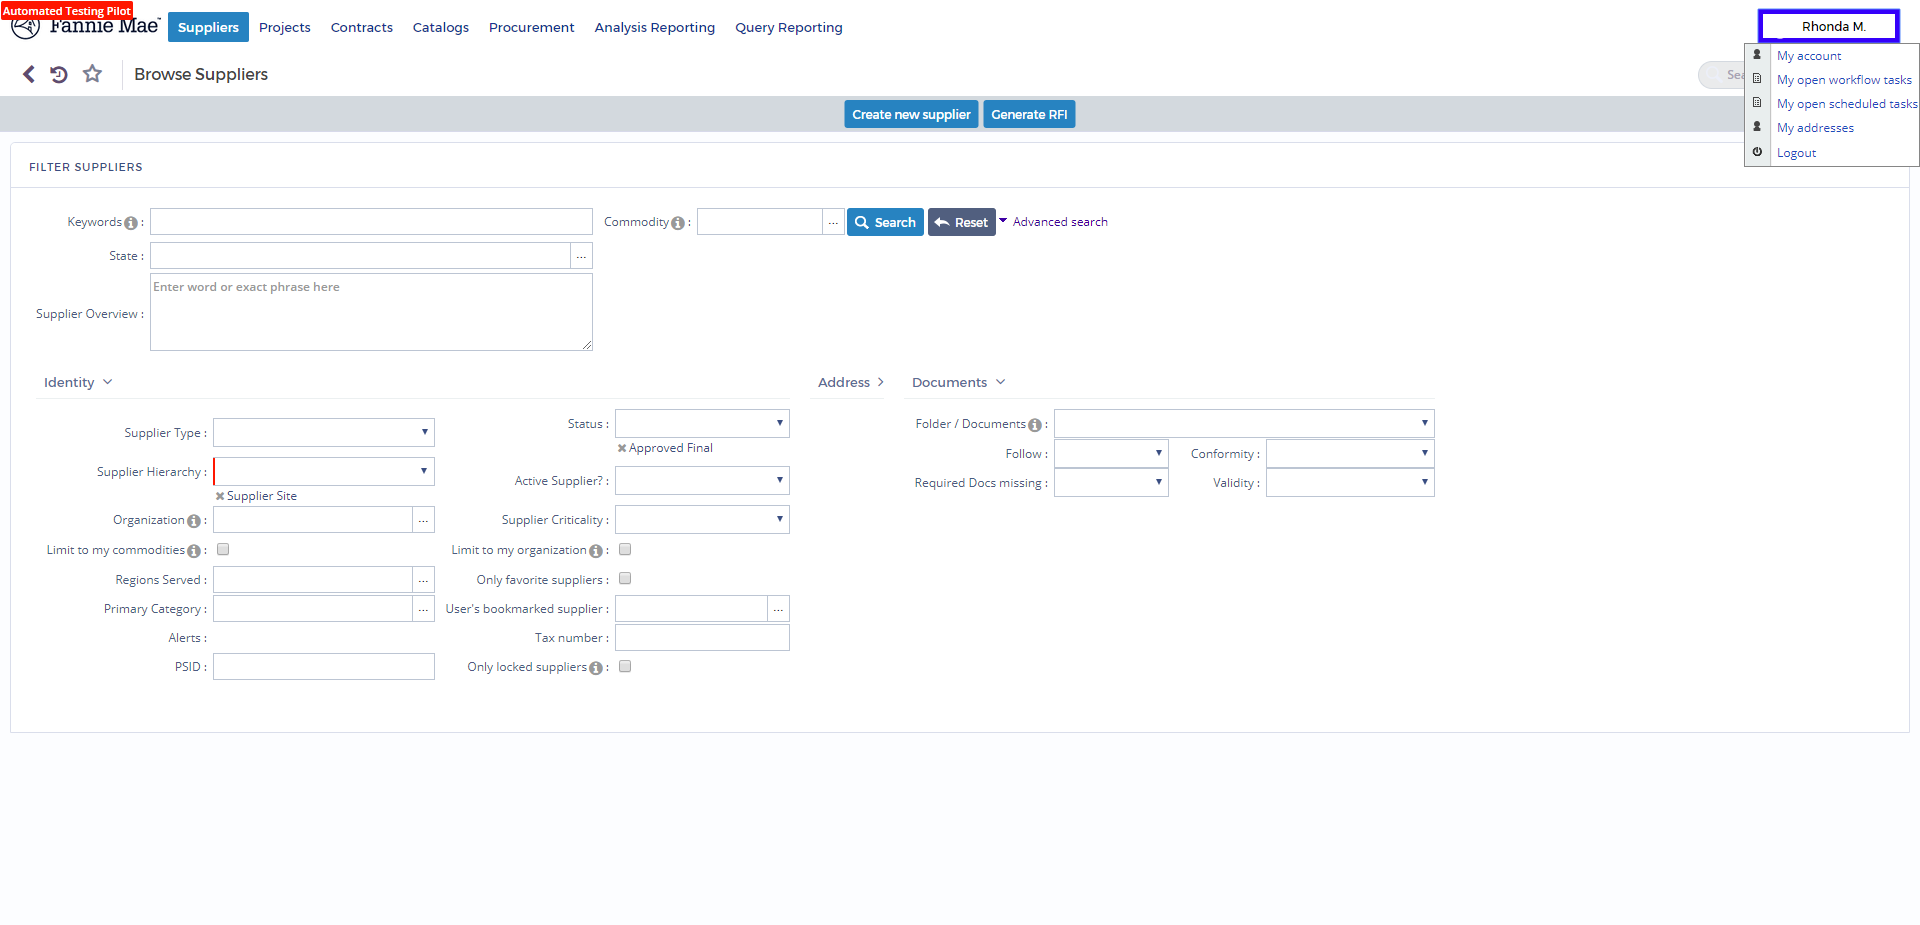 Automated Testing Pilot
Fannie Mae
Suppliers Projects Contracts Catalogs Procurement Analysis Reporting Query Reporting
Rhonda M.
My account
My open workflow tasks
My open scheduled tasks
My addresses
Logout
Browse Suppliers
Sea
Create new supplier Generate RFI
FILTER SUPPLIERS
Keywords : Commodity : ... Search Reset Advanced search
State : ...
Supplier Overview : Enter word or exact phrase here
Identity Address Documents
Supplier Type : Status : Folder / Documents :
Approved Final
Follow : Conformity :
Supplier Hierarchy : Active Supplier? : Required Docs missing : Validity :
Supplier Site
Organization : ... Supplier Criticality :
Limit to my commodities : Limit to my organization :
Regions Served : ... Only favorite suppliers :
Primary Category : ... User's bookmarked supplier : ...
Alerts : Tax number :
PSID : Only locked suppliers :